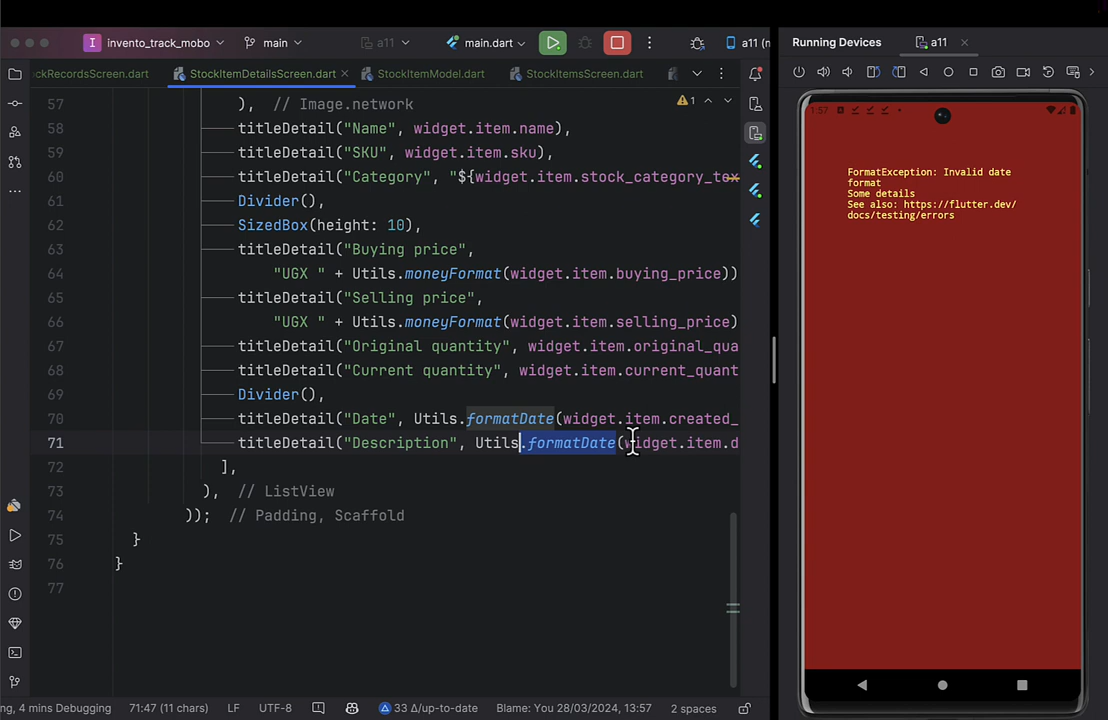 invento_track_mobo
main
a11
main.dart
a11 (m
Running Devices
a11
ckRecordsScreen.dart
StockItemDetailsScreen.dart
StockItemModel.dart
StockItemsScreen.dart
57 ), // Image.network
1
58 titleDetail("Name", widget.item.name),
59 titleDetail("SKU", widget.item.sku),
60 titleDetail("Category", "${widget.item.stock_category_tex
61 Divider(),
62 SizedBox(height: 10),
63 titleDetail("Buying price",
64 "UGX " + Utils.moneyFormat(widget.item.buying_price))
65 titleDetail("Selling price",
66 "UGX " + Utils.moneyFormat(widget.item.selling_price)
67 titleDetail("Original quantity", widget.item.original_qua
68 titleDetail("Current quantity", widget.item.current_quant
69 Divider(),
70 titleDetail("Date", Utils.formatDate(widget.item.created_
71 titleDetail("Description", Utils.formatDate(widget.item.d
72 ],
73 ), // ListView
74 )); // Padding, Scaffold
75 }
76 }
77
1:57
FormatException: Invalid date
format
Some details
See also: https://flutter.dev/
docs/testing/errors
ng, 4 mins Debugging
71:47 (11 chars)
LF
UTF-8
33 Δ/up-to-date
Blame: You 28/03/2024, 13:57
2 spaces